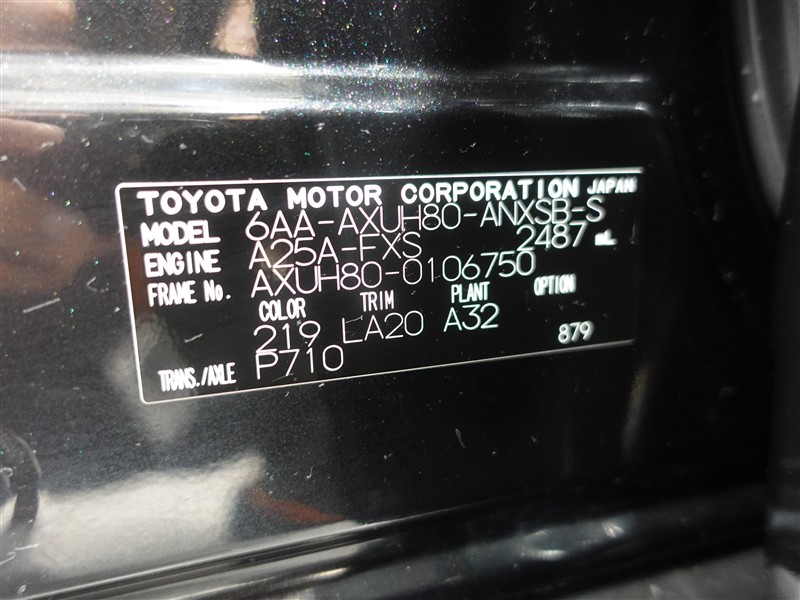 TOYOTA MOTOR CORPORATION JAPAN
MODEL 6AA-AXUH80-ANXSB-S
ENGINE A25A-FXS 2487 mL
FRAME No. AXUH80-0106750
COLOR TRIM PLANT OPTION
219 LA20 A32 879
TRANS./AXLE P710